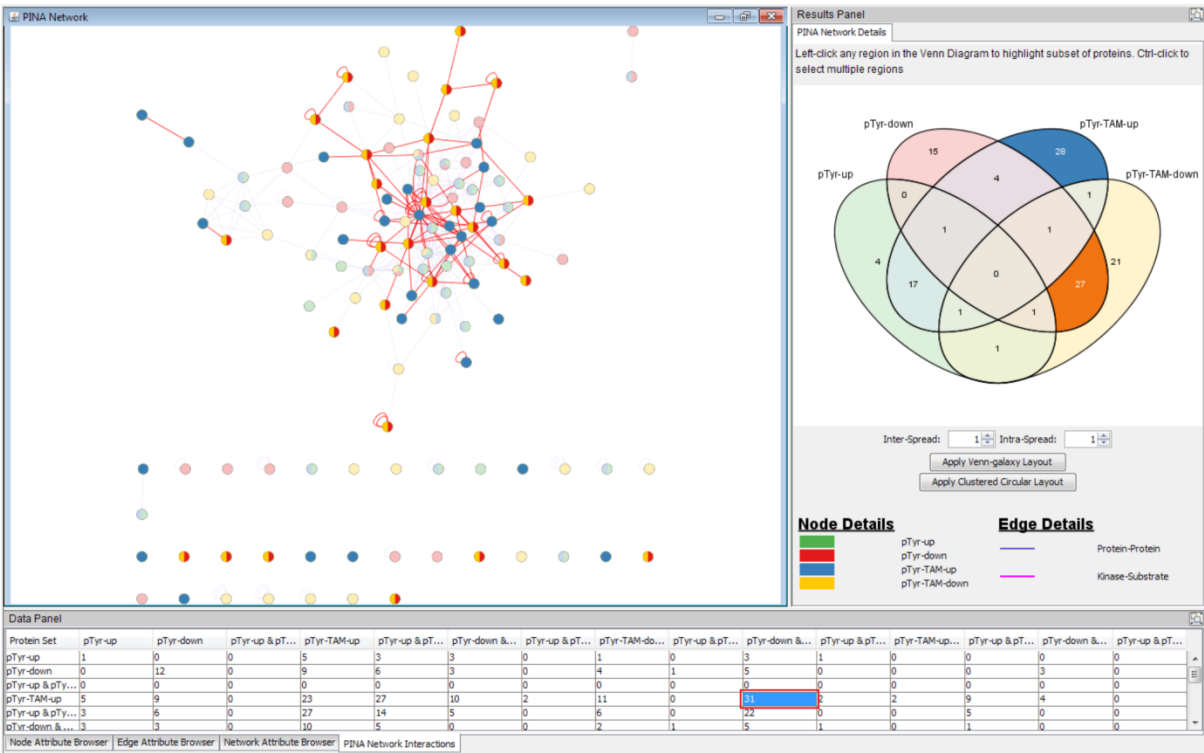 PINA Network
Results Panel
PINA Network Details
Left-click any region in the Venn Diagram to highlight subset of proteins. Ctrl-click to
select multiple regions
pTyr-down
pTyr-TAM-up
pTyr-up
pTyr-TAM-down
15
28
4
0
1
1
1
4
0
21
17
27
1
1
1
Inter-Spread: 1 Intra-Spread: 1
Apply Venn-galaxy Layout
Apply Clustered Circular Layout
Node Details
pTyr-up
pTyr-down
pTyr-TAM-up
pTyr-TAM-down
Edge Details
Protein-Protein
Kinase-Substrate
Data Panel
Protein Set pTyr-up pTyr-down pTyr-up & pT... pTyr-TAM-up pTyr-up & pT... pTyr-down &... pTyr-up & pT... pTyr-TAM-do... pTyr-up & pT... pTyr-down &... pTyr-up & pT... pTyr-TAM-up... pTyr-up & pT... pTyr-down &... pTyr-up & pT...
pTyr-up 1 0 0 5 3 3 0 1 0 3 1 0 0 0 0
pTyr-down 0 12 0 9 6 3 0 4 1 5 0 0 0 3 0
pTyr-up & pTy... 0 0 0 0 0 0 0 0 0 0 0 0 0 0 0
pTyr-TAM-up 5 9 0 23 27 10 2 11 0 31 2 2 9 4 0
pTyr-up & pTy... 3 6 0 27 14 5 0 6 0 22 0 0 5 0 0
pTyr-down & ... 3 3 0 10 5 0 0 2 1 5 1 0 1 0 0
Node Attribute Browser Edge Attribute Browser Network Attribute Browser PINA Network Interactions